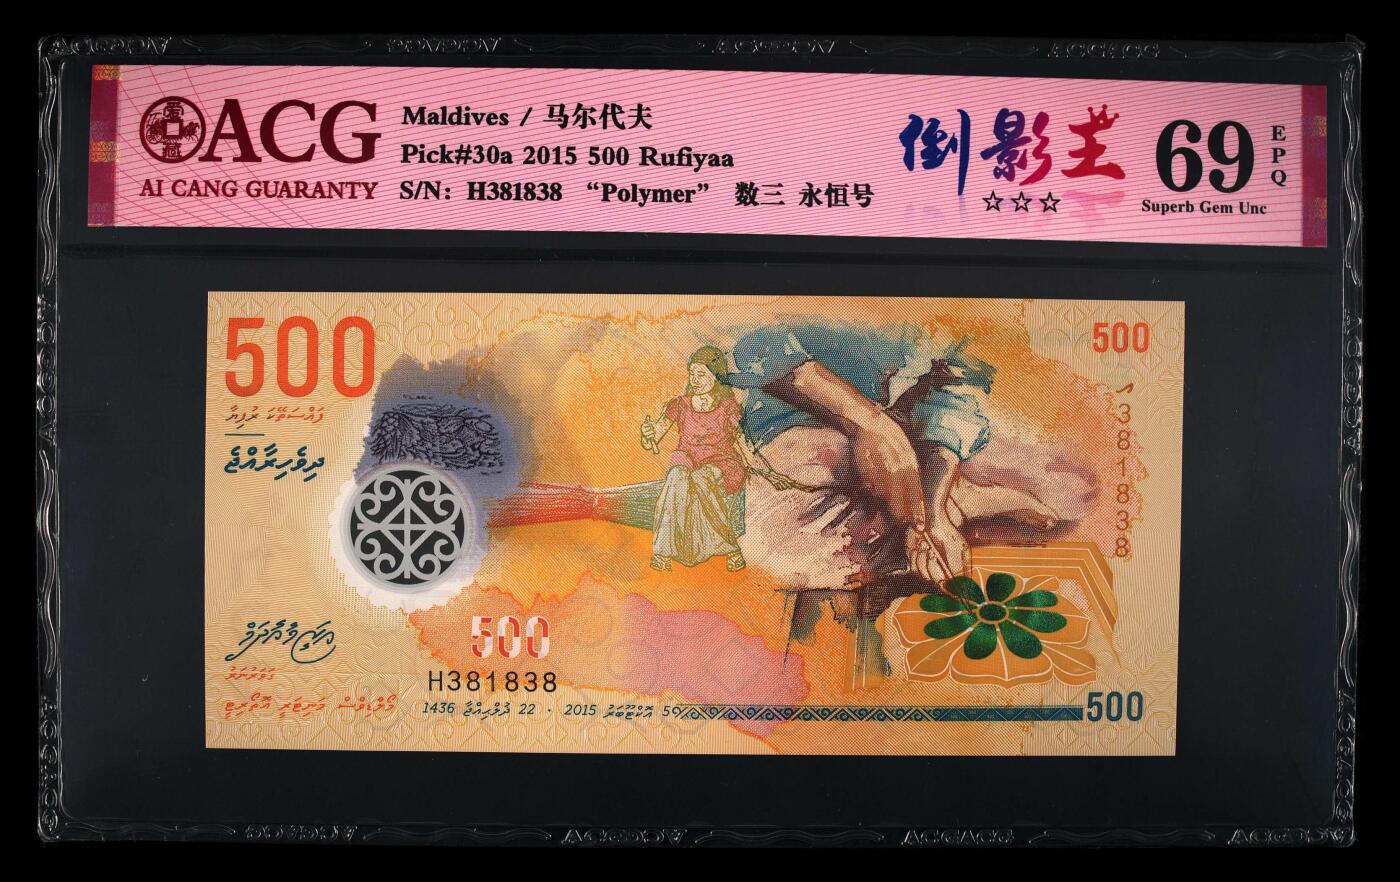 ACG
AI CANG GUARANTY
Maldives / 马尔代夫
Pick#30a 2015 500 Rufiyaa
S/N: H381838 “Polymer” 数三 永恒号
倒影王
☆☆☆
69
EPQ
Superb Gem Unc
500
500
ފައްސަތޭކަ ރުފިޔާ
ދިވެހިރާއްޖެ
381838
500
H381838
ގަވަރުނަރު
މޯލްޑިވްސް މަނިޓަރީ އޮތޯރިޓީ
22 ޛުލްޙިއްޖާ 1436 · 5 އޮކްޓޫބަރު 2015
500